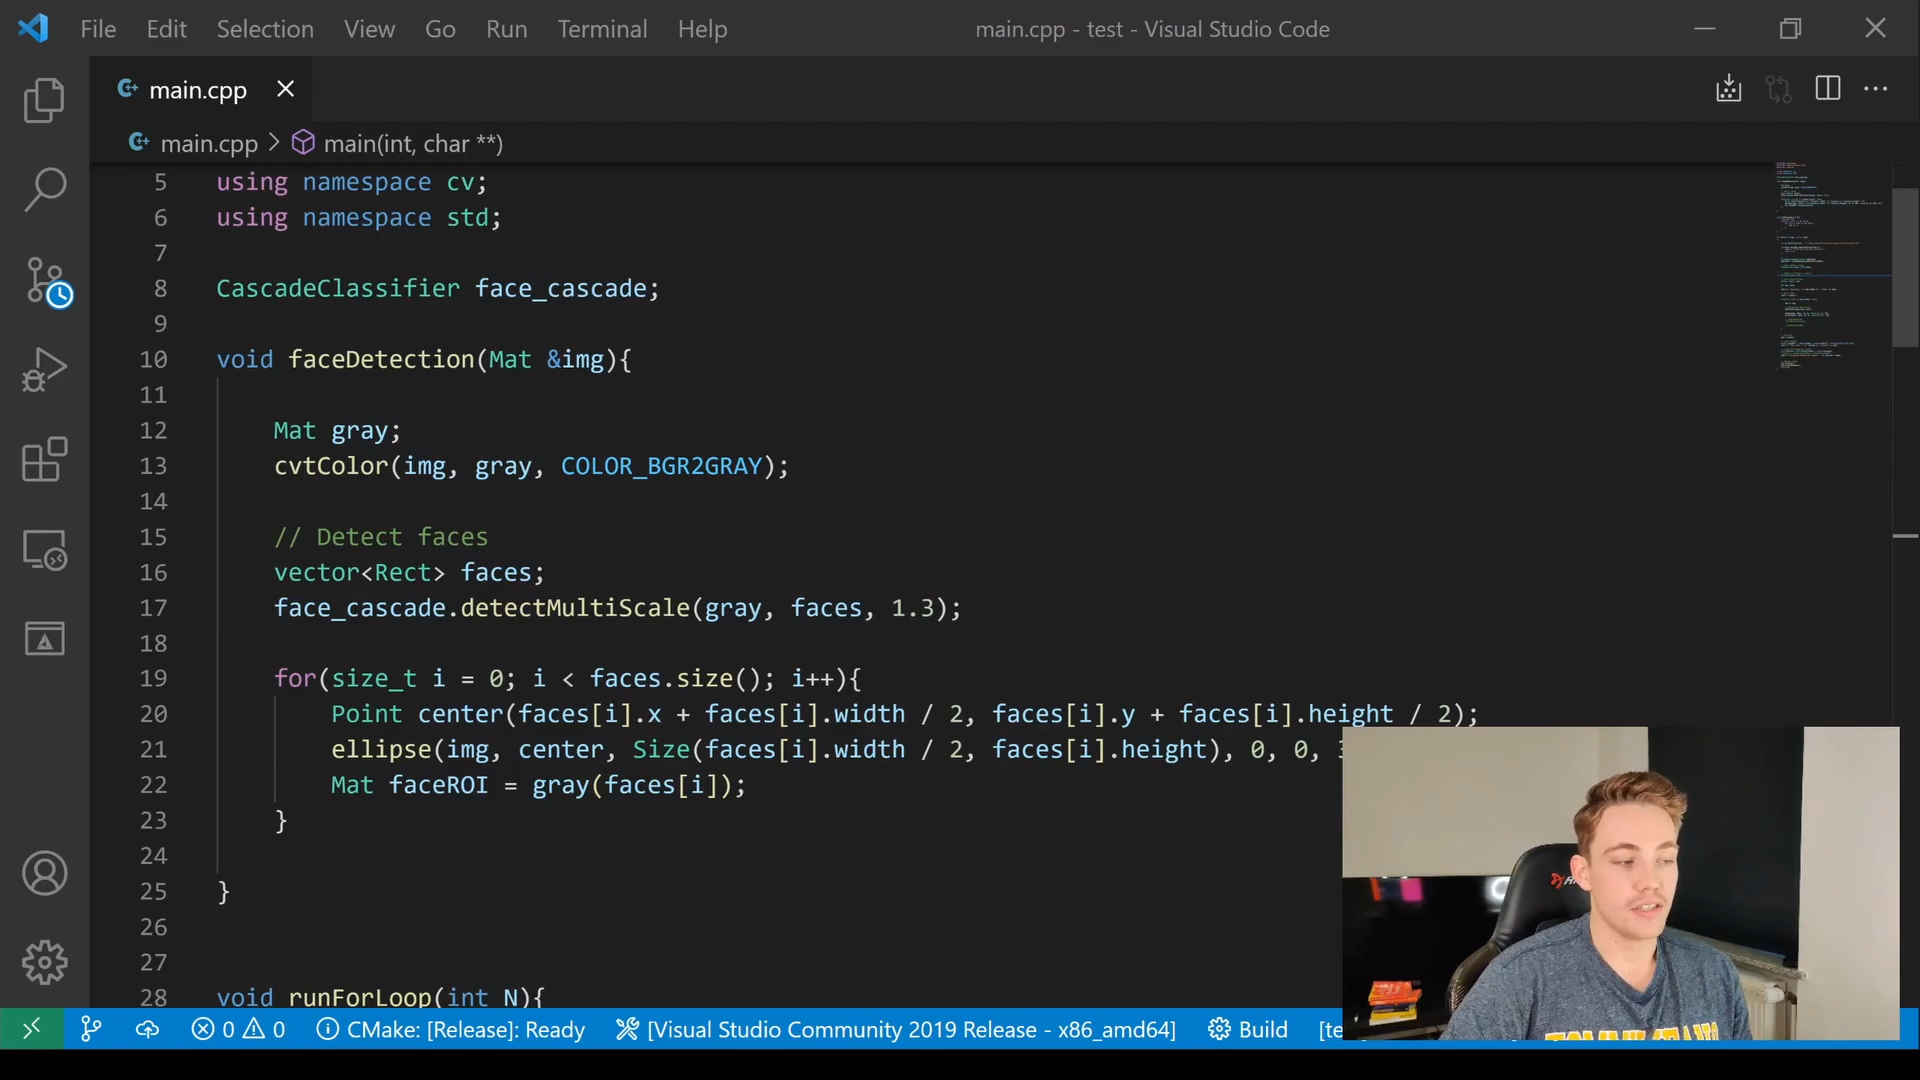 File Edit Selection View Go Run Terminal Help main.cpp - test - Visual Studio Code
main.cpp
main.cpp > main(int, char **)
5 using namespace cv;
6 using namespace std;
7
8 CascadeClassifier face_cascade;
9
10 void faceDetection(Mat &img){
11
12 Mat gray;
13 cvtColor(img, gray, COLOR_BGR2GRAY);
14
15 // Detect faces
16 vector<Rect> faces;
17 face_cascade.detectMultiScale(gray, faces, 1.3);
18
19 for(size_t i = 0; i < faces.size(); i++){
20 Point center(faces[i].x + faces[i].width / 2, faces[i].y + faces[i].height / 2);
21 ellipse(img, center, Size(faces[i].width / 2, faces[i].height), 0, 0,
22 Mat faceROI = gray(faces[i]);
23 }
24
25 }
26
27
28 void runForLoop(int N){
0 0 CMake: [Release]: Ready [Visual Studio Community 2019 Release - x86_amd64] Build [te